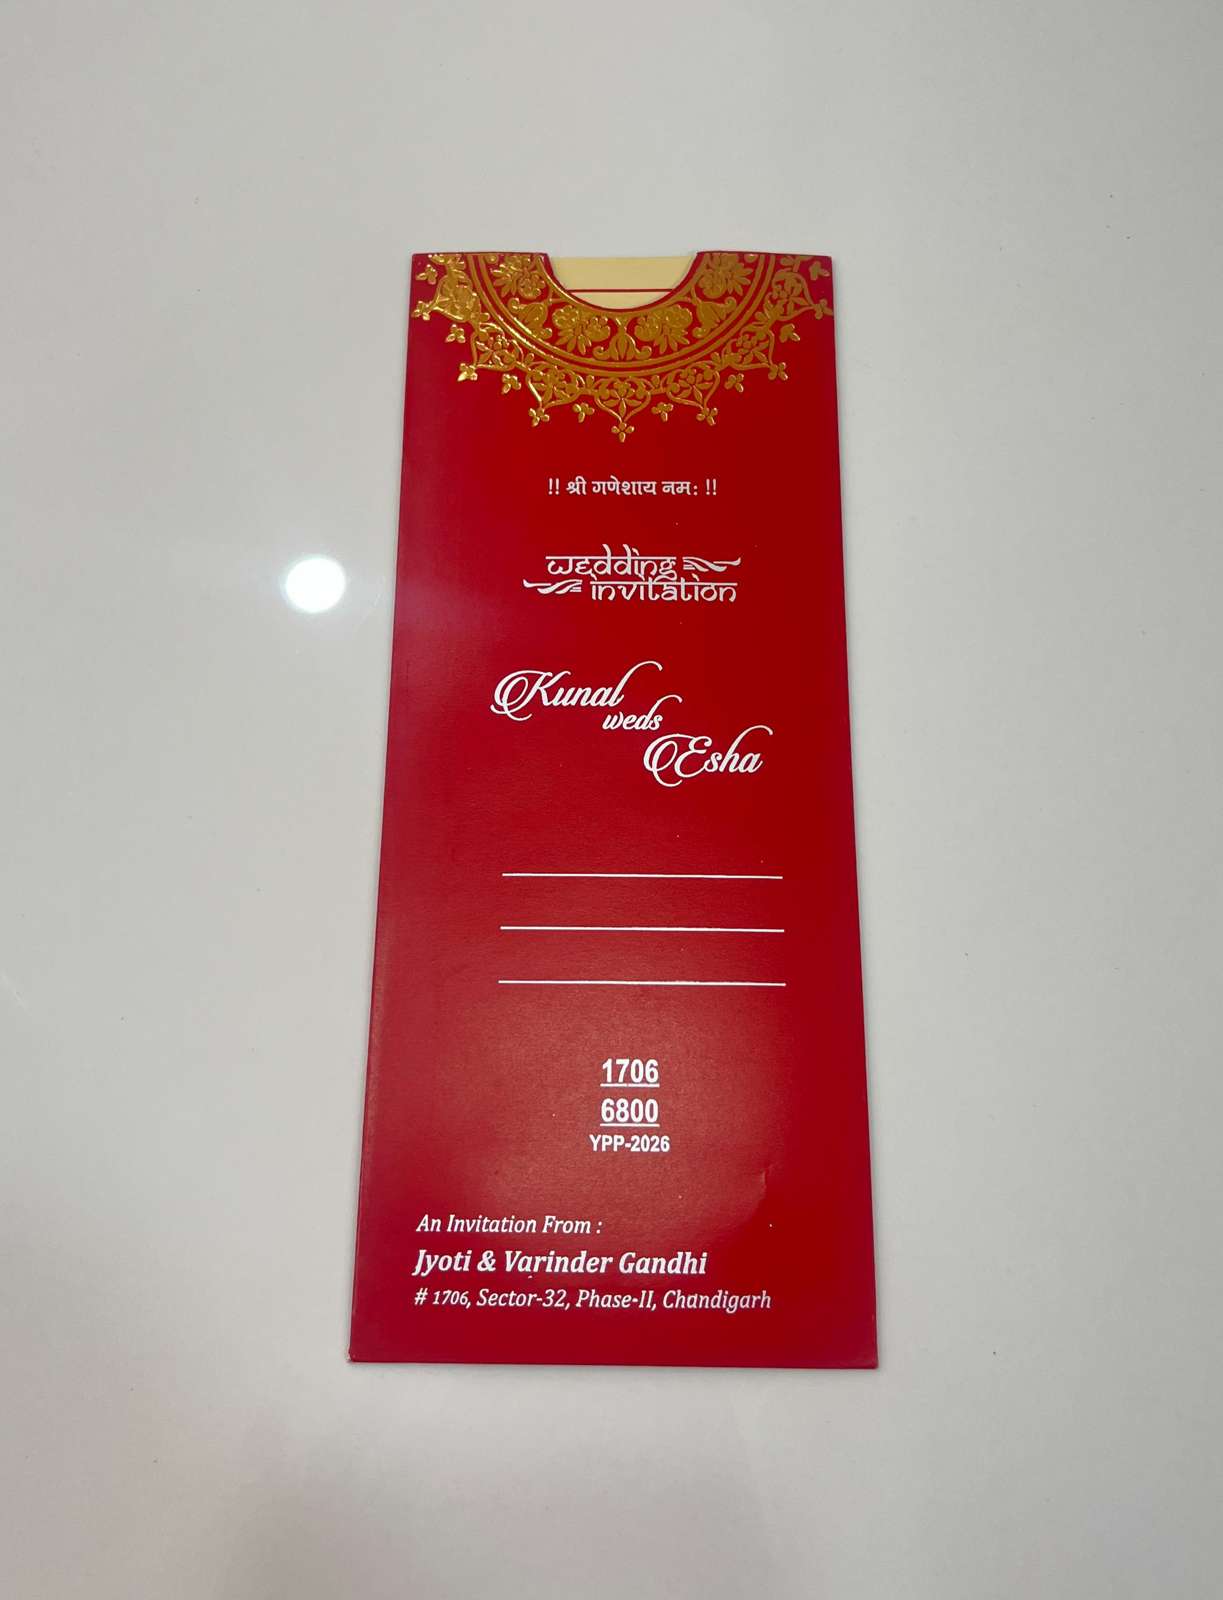 !! श्री गणेशाय नमः !!
wedding
invitation
Kunal
weds
Esha
1706
6800
YPP-2026
An Invitation From :
Jyoti & Varinder Gandhi
# 1706, Sector-32, Phase-II, Chandigarh